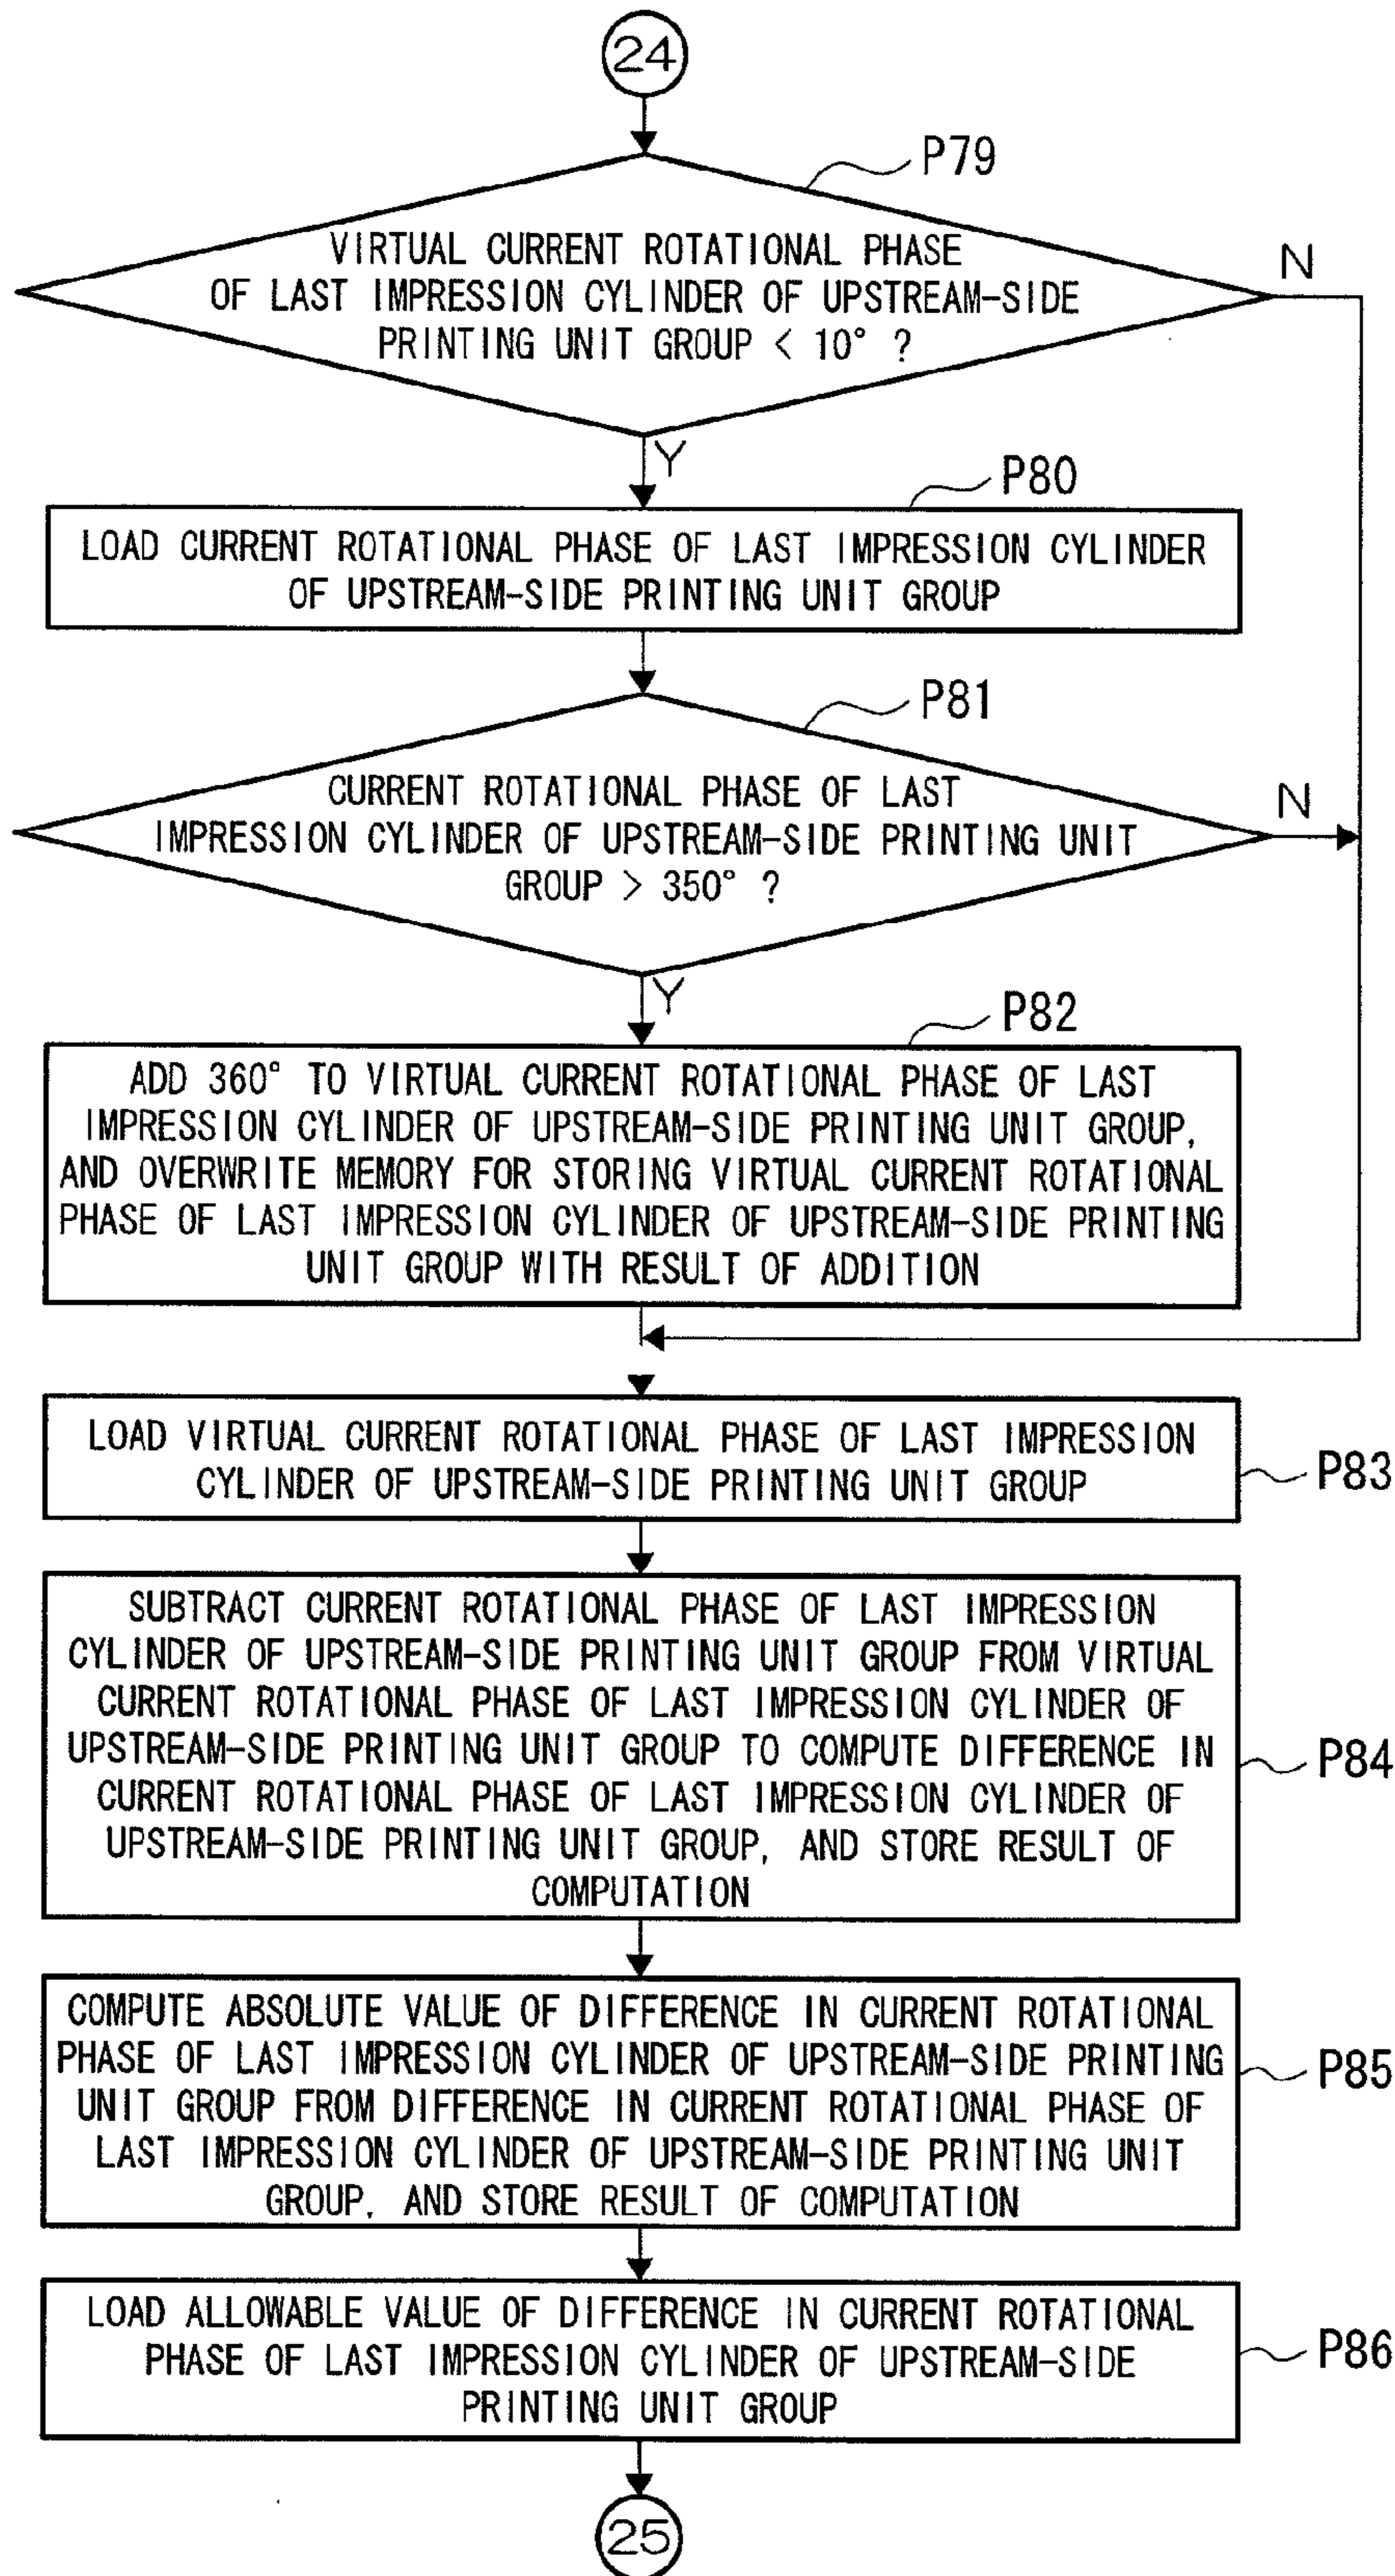 24
P79
VIRTUAL CURRENT ROTATIONAL PHASE
OF LAST IMPRESSION CYLINDER OF UPSTREAM-SIDE
PRINTING UNIT GROUP < 10° ?
N
Y
P80
LOAD CURRENT ROTATIONAL PHASE OF LAST IMPRESSION CYLINDER
OF UPSTREAM-SIDE PRINTING UNIT GROUP
P81
CURRENT ROTATIONAL PHASE OF LAST
IMPRESSION CYLINDER OF UPSTREAM-SIDE PRINTING UNIT
GROUP > 350° ?
N
Y
P82
ADD 360° TO VIRTUAL CURRENT ROTATIONAL PHASE OF LAST
IMPRESSION CYLINDER OF UPSTREAM-SIDE PRINTING UNIT GROUP,
AND OVERWRITE MEMORY FOR STORING VIRTUAL CURRENT ROTATIONAL
PHASE OF LAST IMPRESSION CYLINDER OF UPSTREAM-SIDE PRINTING
UNIT GROUP WITH RESULT OF ADDITION
LOAD VIRTUAL CURRENT ROTATIONAL PHASE OF LAST IMPRESSION
CYLINDER OF UPSTREAM-SIDE PRINTING UNIT GROUP
P83
SUBTRACT CURRENT ROTATIONAL PHASE OF LAST IMPRESSION
CYLINDER OF UPSTREAM-SIDE PRINTING UNIT GROUP FROM VIRTUAL
CURRENT ROTATIONAL PHASE OF LAST IMPRESSION CYLINDER OF
UPSTREAM-SIDE PRINTING UNIT GROUP TO COMPUTE DIFFERENCE IN
CURRENT ROTATIONAL PHASE OF LAST IMPRESSION CYLINDER OF
UPSTREAM-SIDE PRINTING UNIT GROUP, AND STORE RESULT OF
COMPUTATION
P84
COMPUTE ABSOLUTE VALUE OF DIFFERENCE IN CURRENT ROTATIONAL
PHASE OF LAST IMPRESSION CYLINDER OF UPSTREAM-SIDE PRINTING
UNIT GROUP FROM DIFFERENCE IN CURRENT ROTATIONAL PHASE OF
LAST IMPRESSION CYLINDER OF UPSTREAM-SIDE PRINTING UNIT
GROUP, AND STORE RESULT OF COMPUTATION
P85
LOAD ALLOWABLE VALUE OF DIFFERENCE IN CURRENT ROTATIONAL
PHASE OF LAST IMPRESSION CYLINDER OF UPSTREAM-SIDE
PRINTING UNIT GROUP
P86
25